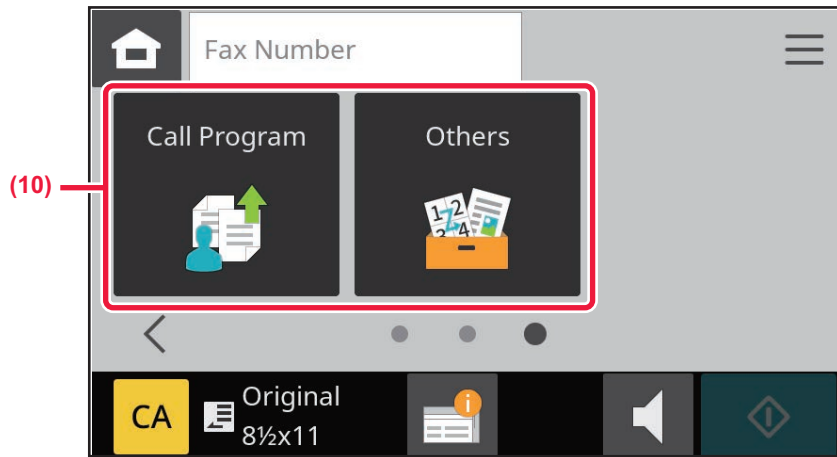 Fax Number
Call Program
Others
(10)
CA
Original
8½x11